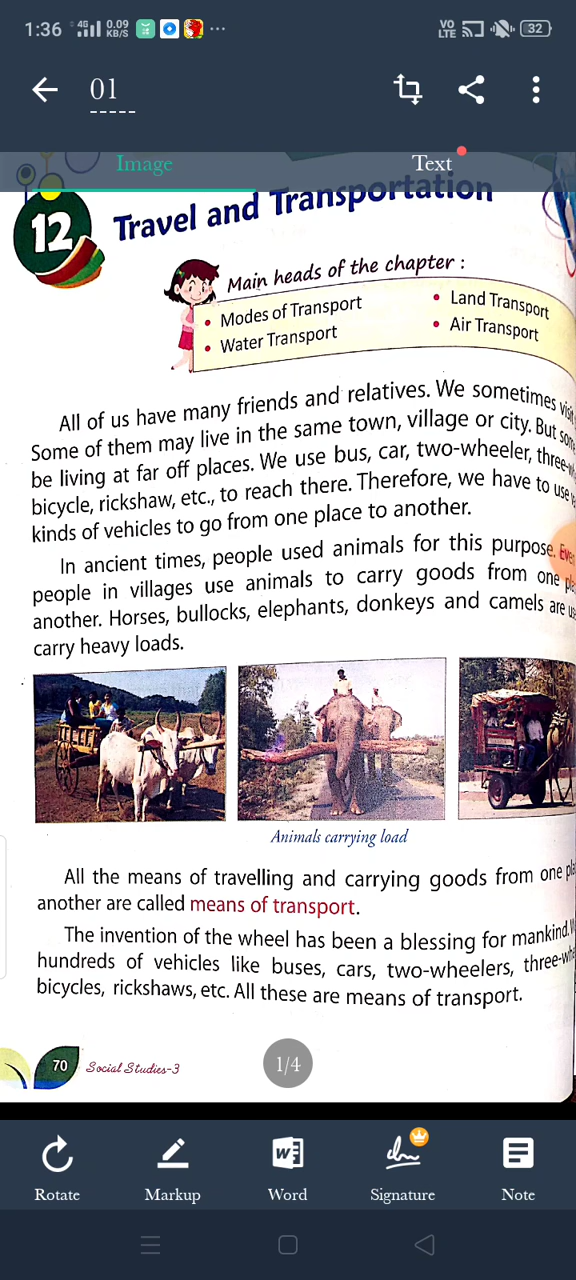 1:36 4G 0.09 KB/S ... VO LTE 32
01
Image Text
12 Travel and Transportation
Main heads of the chapter :
• Modes of Transport • Land Transport
• Water Transport • Air Transport
All of us have many friends and relatives. We sometimes
Some of them may live in the same town, village or city. But
be living at far off places. We use bus, car, two-wheeler,
bicycle, rickshaw, etc., to reach there. Therefore, we have to use
kinds of vehicles to go from one place to another.
In ancient times, people used animals for this purpose.
people in villages use animals to carry goods from one
another. Horses, bullocks, elephants, donkeys and camels are
carry heavy loads.
Animals carrying load
All the means of travelling and carrying goods from one
another are called means of transport.
The invention of the wheel has been a blessing for mankind.
hundreds of vehicles like buses, cars, two-wheelers,
bicycles, rickshaws, etc. All these are means of transport.
70 Social Studies-3
1/4
Rotate Markup Word Signature Note